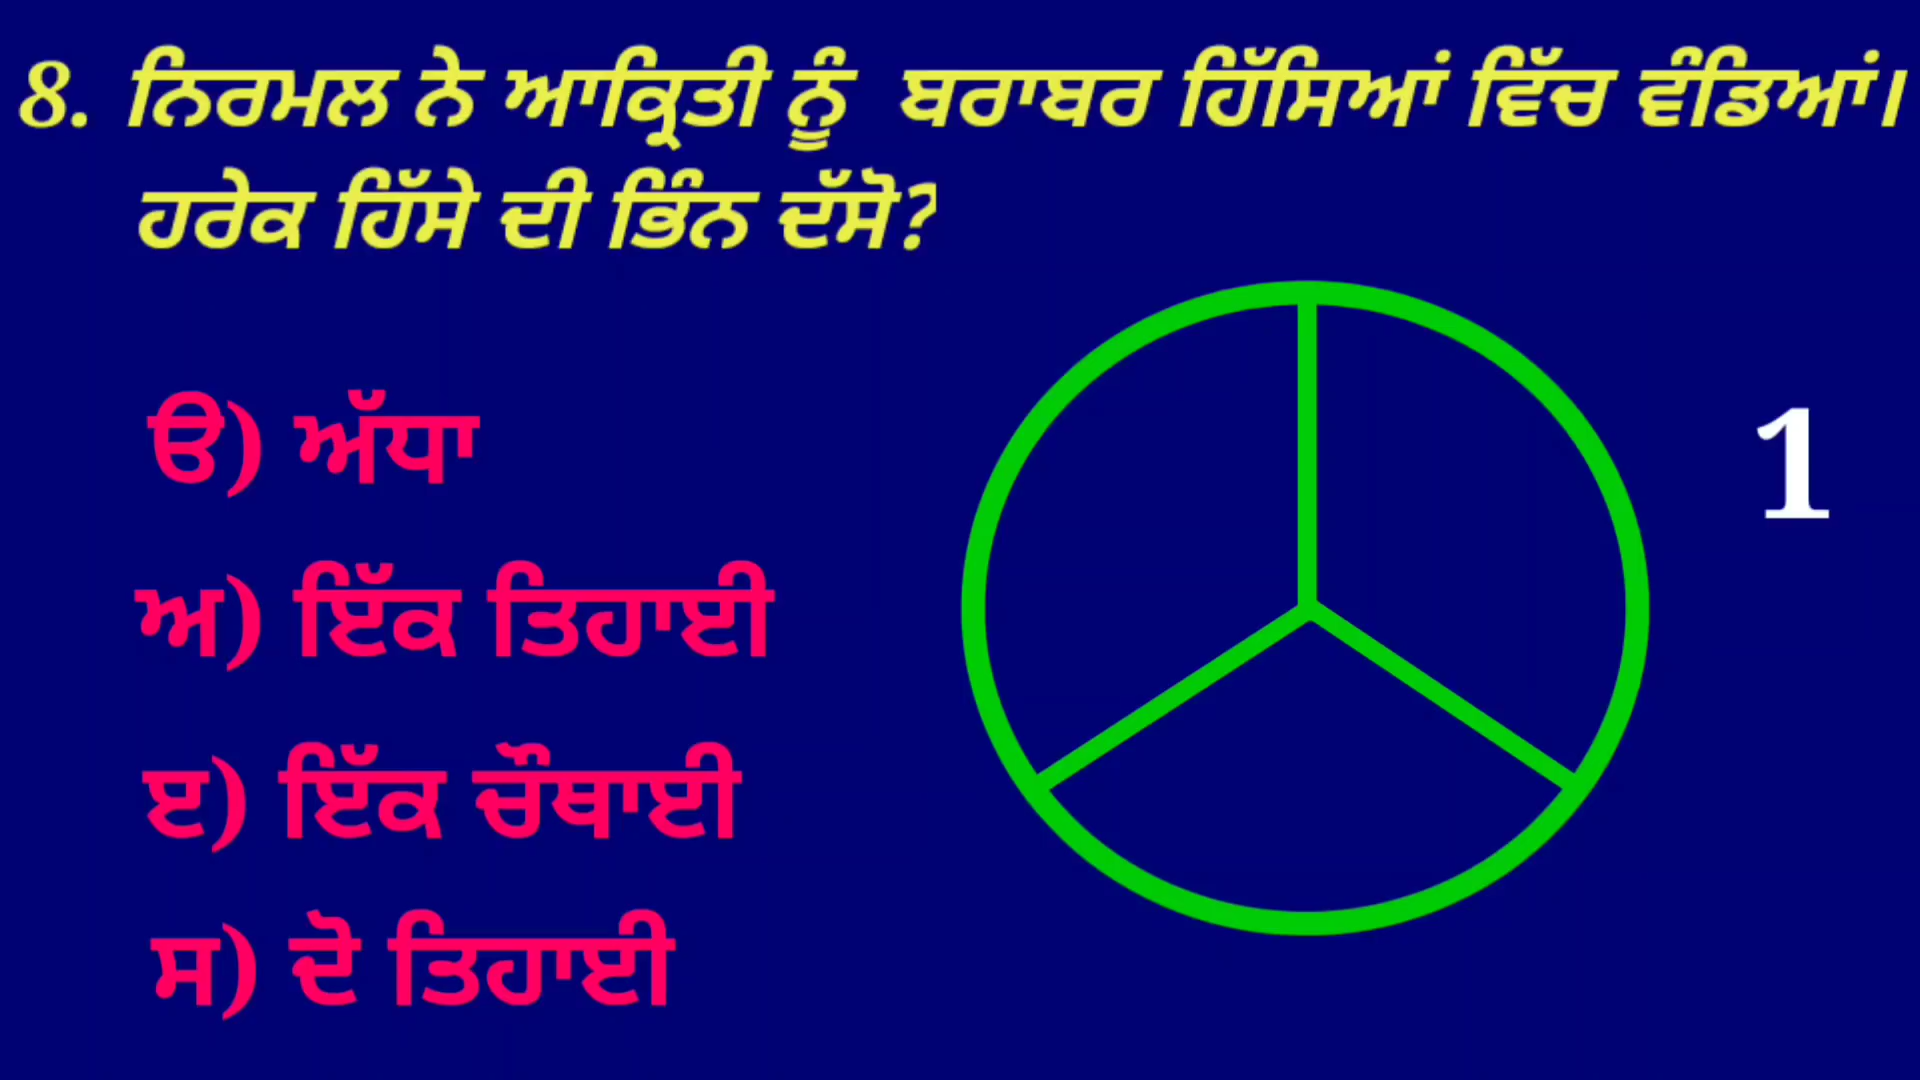 8. ਨਿਰਮਲ ਨੇ ਆਕ੍ਰਿਤੀ ਨੂੰ ਬਰਾਬਰ ਹਿੱਸਿਆਂ ਵਿੱਚ ਵੰਡਿਆਂ।
ਹਰੇਕ ਹਿੱਸੇ ਦੀ ਭਿੰਨ ਦੱਸੋ?
ੳ) ਅੱਧਾ
1
ਅ) ਇੱਕ ਤਿਹਾਈ
ੲ) ਇੱਕ ਚੌਥਾਈ
ਸ) ਦੋ ਤਿਹਾਈ